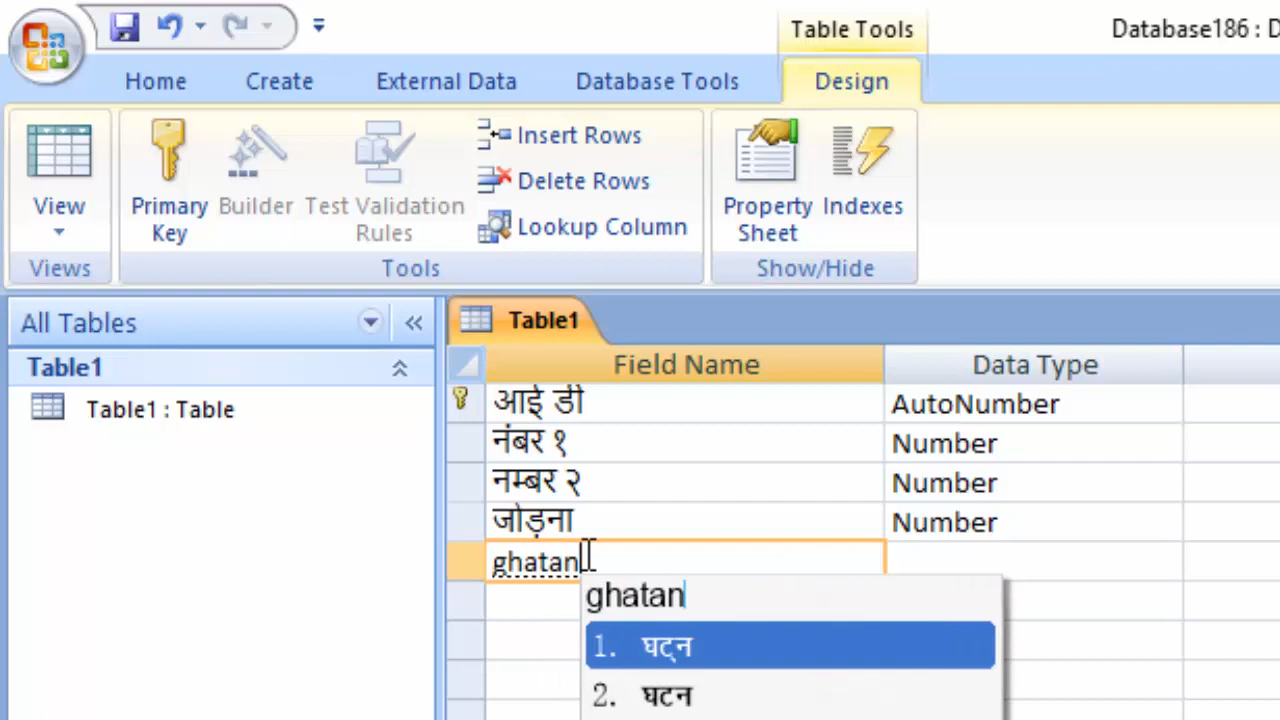 Table Tools
Database186 : D
Home Create External Data Database Tools Design
View
Primary Key
Builder
Test Validation Rules
Insert Rows
Delete Rows
Lookup Column
Property Sheet
Indexes
Views Tools Show/Hide
All Tables
Table1
Table1
Table1 : Table
Field Name Data Type
आई डी AutoNumber
नंबर १ Number
नम्बर २ Number
जोड़ना Number
ghatan
ghatan
1. घट्न
2. घटन